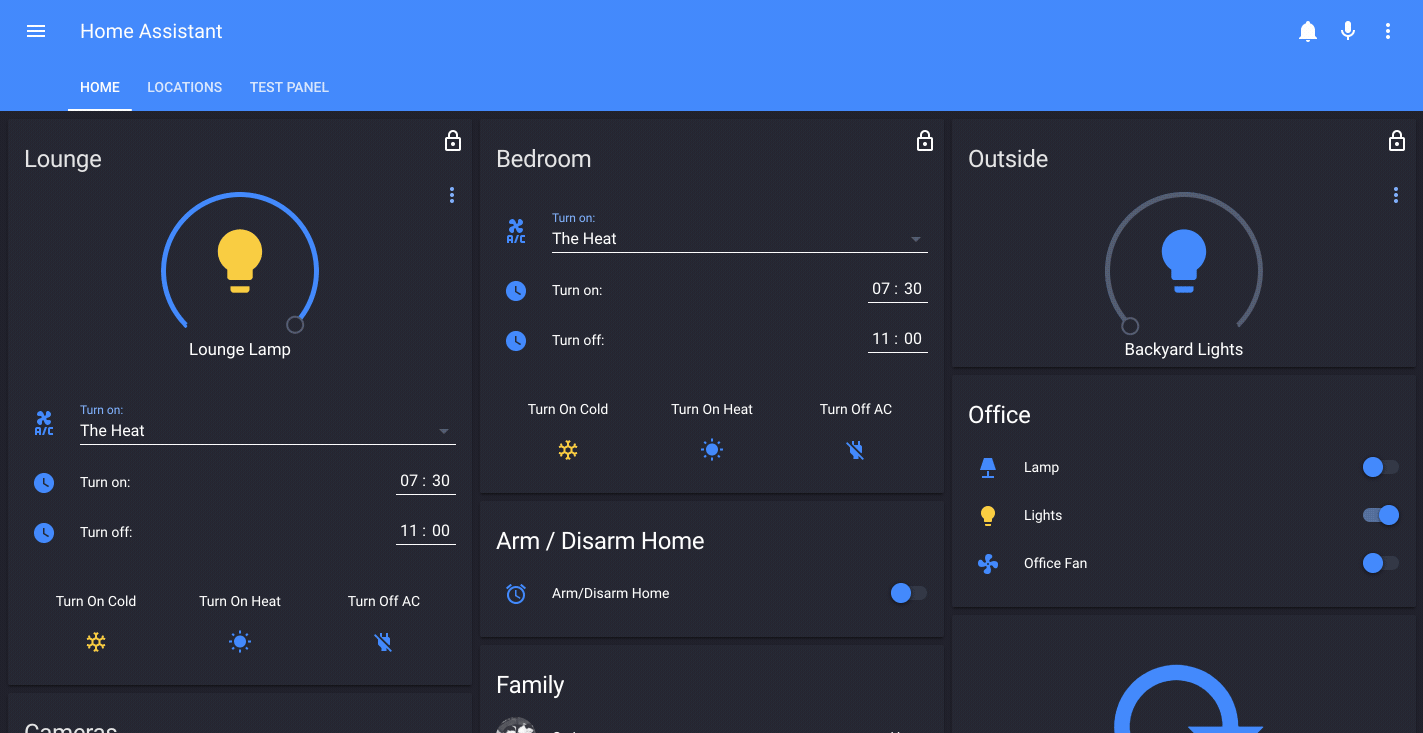 Home Assistant
HOME LOCATIONS TEST PANEL
Lounge
Lounge Lamp
A/C
Turn on:
The Heat
Turn on: 07 : 30
Turn off: 11 : 00
Turn On Cold Turn On Heat Turn Off AC
Cameras
Bedroom
A/C
Turn on:
The Heat
Turn on: 07 : 30
Turn off: 11 : 00
Turn On Cold Turn On Heat Turn Off AC
Arm / Disarm Home
Arm/Disarm Home
Family
Outside
Backyard Lights
Office
Lamp
Lights
Office Fan